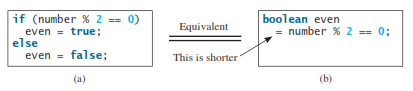 if (number % 2 == 0)
  even = true;
else
  even = false;
(a)
Equivalent
This is shorter
boolean even
  = number % 2 == 0;
(b)